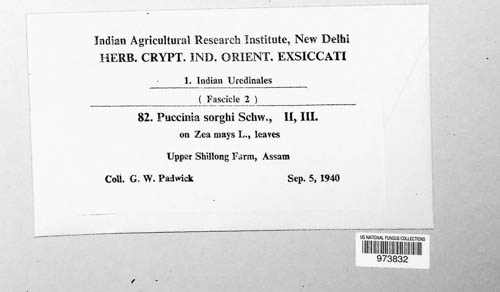 Indian Agricultural Research Institute, New Delhi
HERB. CRYPT. IND. ORIENT. EXSICCATI
1. Indian Uredinales
( Fascicle 2 )
82. Puccinia sorghi Schw., II, III.
on Zea mays L., leaves
Upper Shillong Farm, Assam
Coll. G. W. Padwick Sep. 5, 1940
US NATIONAL FUNGUS COLLECTIONS
973832